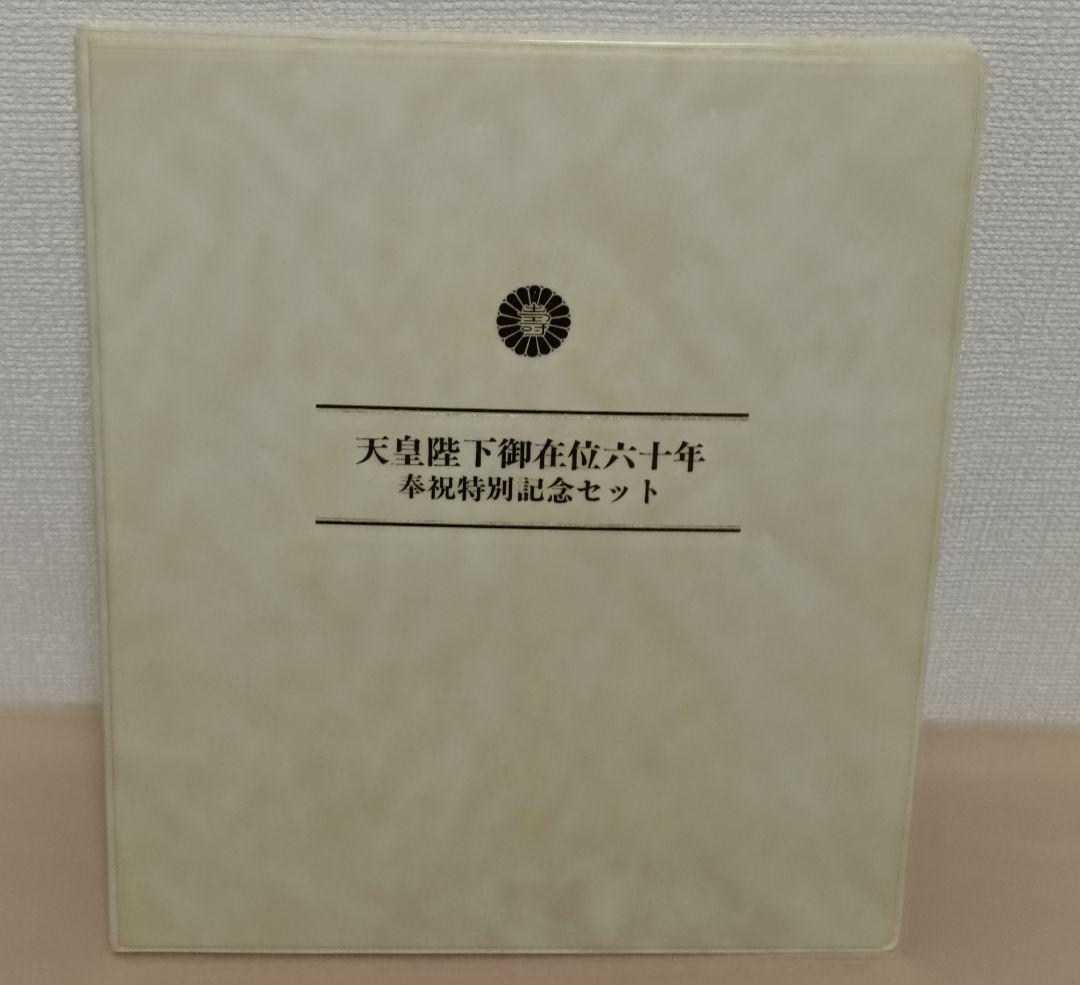 壽
天皇陛下御在位六十年
奉祝特別記念セット